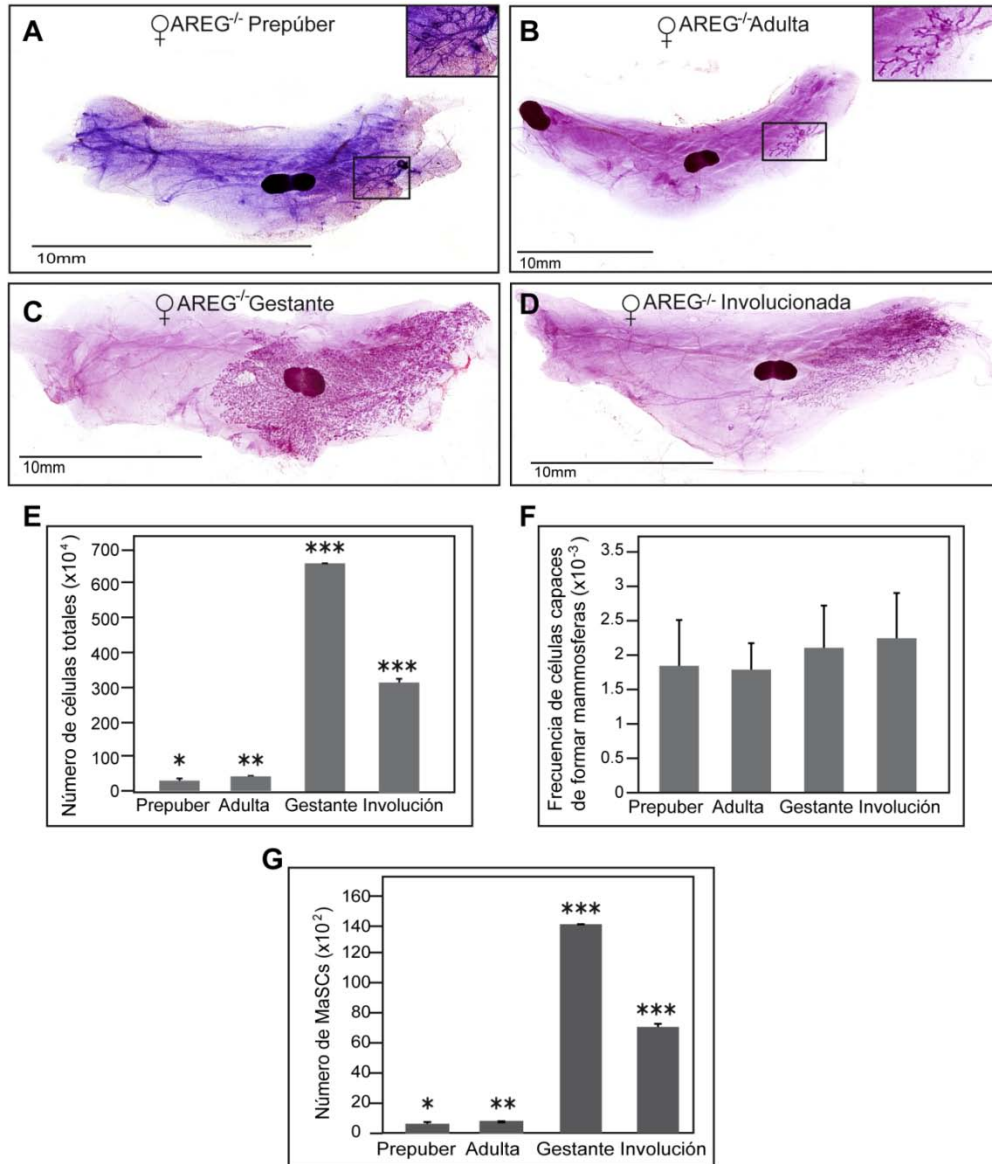 A
♀AREG-/- Prepúber
10mm
B
♀AREG-/-Adulta
10mm
C
♀AREG-/-Gestante
10mm
D
♀AREG-/- Involucionada
10mm
E
Número de células totales (x10⁴)
700
600
400
300
200
100
0
*
**
***
***
Prepuber Adulta Gestante Involución
F
Frecuencia de células capaces
de formar mammosferas (x10⁻³)
3.5
3
2.5
2
1.5
1
0.5
0
Prepuber Adulta Gestante Involución
G
Número de MaSCs (x10²)
160
140
120
100
80
60
40
20
0
*
**
***
***
Prepuber Adulta Gestante Involución